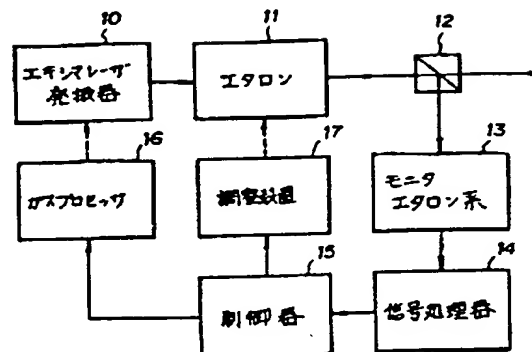 10
11
12
エキシマレーザ
発振器
エタロン
16
17
13
ガスプロセッサ
調整装置
モニタ
エタロン系
15
14
制御器
信号処理器